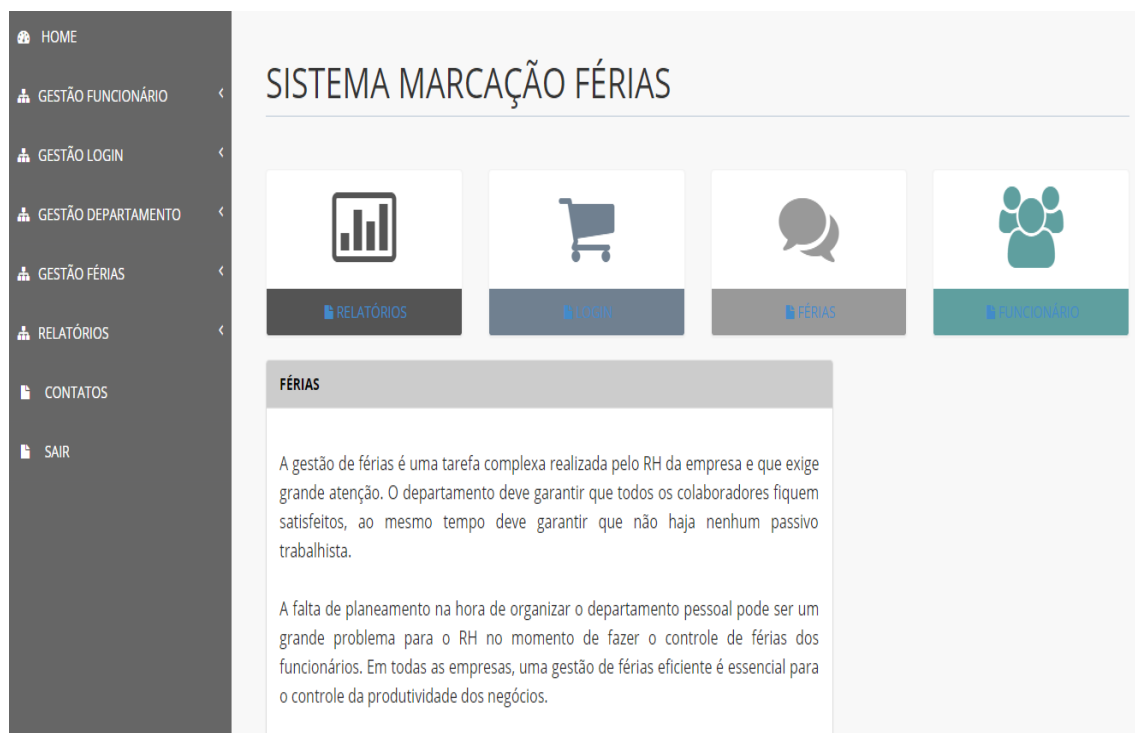 HOME
GESTÃO FUNCIONÁRIO
GESTÃO LOGIN
GESTÃO DEPARTAMENTO
GESTÃO FÉRIAS
RELATÓRIOS
CONTATOS
SAIR
SISTEMA MARCAÇÃO FÉRIAS
RELATÓRIOS
LOGIN
FÉRIAS
FUNCIONÁRIO
FÉRIAS
A gestão de férias é uma tarefa complexa realizada pelo RH da empresa e que exige
grande atenção. O departamento deve garantir que todos os colaboradores fiquem
satisfeitos, ao mesmo tempo deve garantir que não haja nenhum passivo
trabalhista.
A falta de planeamento na hora de organizar o departamento pessoal pode ser um
grande problema para o RH no momento de fazer o controle de férias dos
funcionários. Em todas as empresas, uma gestão de férias eficiente é essencial para
o controle da produtividade dos negócios.